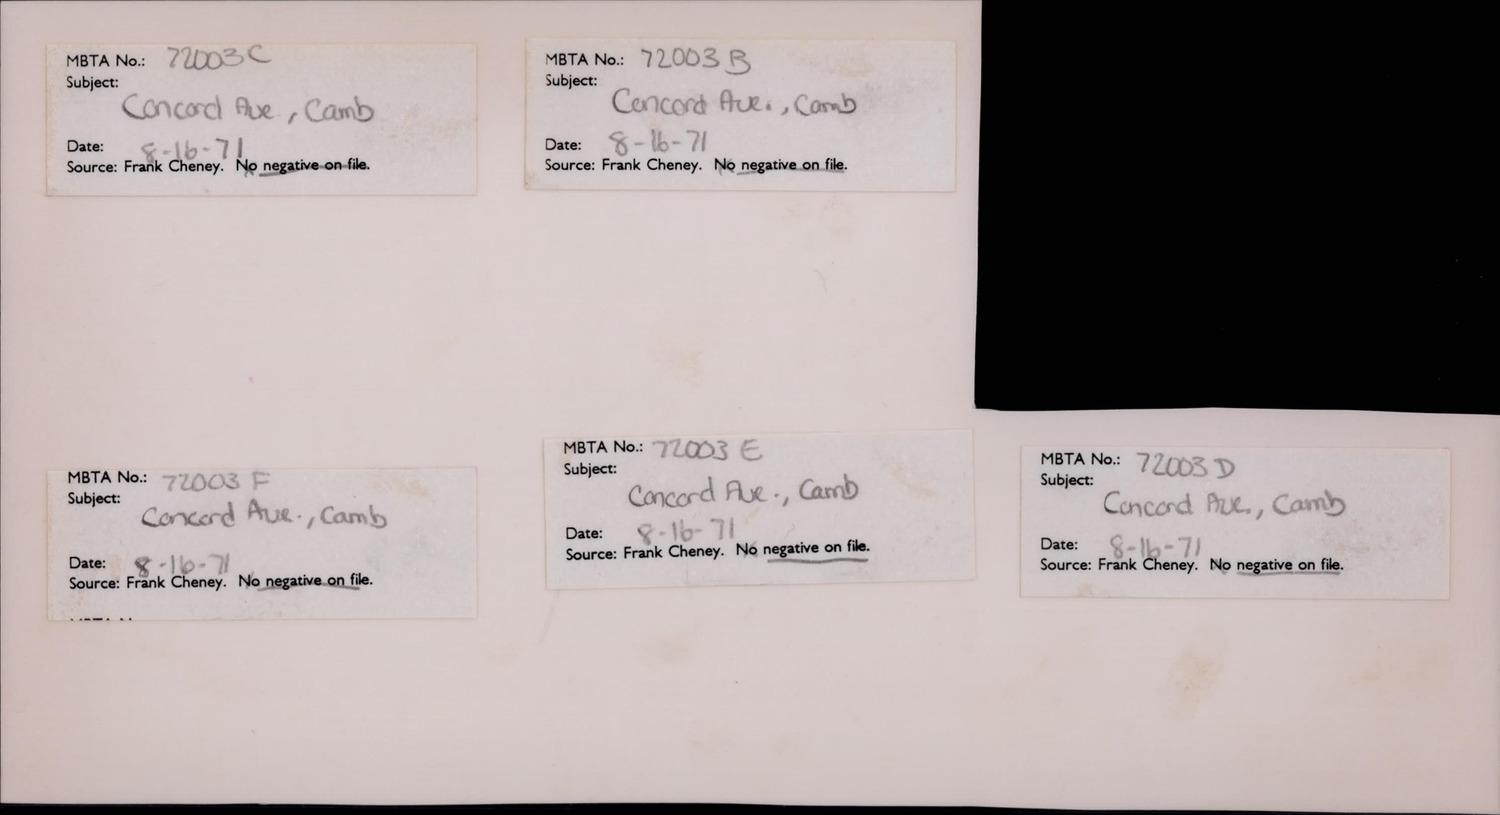 MBTA No.: 72003 C
Subject:
Concord Ave., Camb
Date: 8-16-71
Source: Frank Cheney. No negative on file.
MBTA No.: 72003 B
Subject:
Concord Ave., Camb
Date: 8-16-71
Source: Frank Cheney. No negative on file.
MBTA No.: 72003 F
Subject:
Concord Ave., Camb
Date: 8-16-71
Source: Frank Cheney. No negative on file.
MBTA No.: 72003 E
Subject:
Concord Ave., Camb
Date: 8-16-71
Source: Frank Cheney. No negative on file.
MBTA No.: 72003 D
Subject:
Concord Ave., Camb
Date: 8-16-71
Source: Frank Cheney. No negative on file.